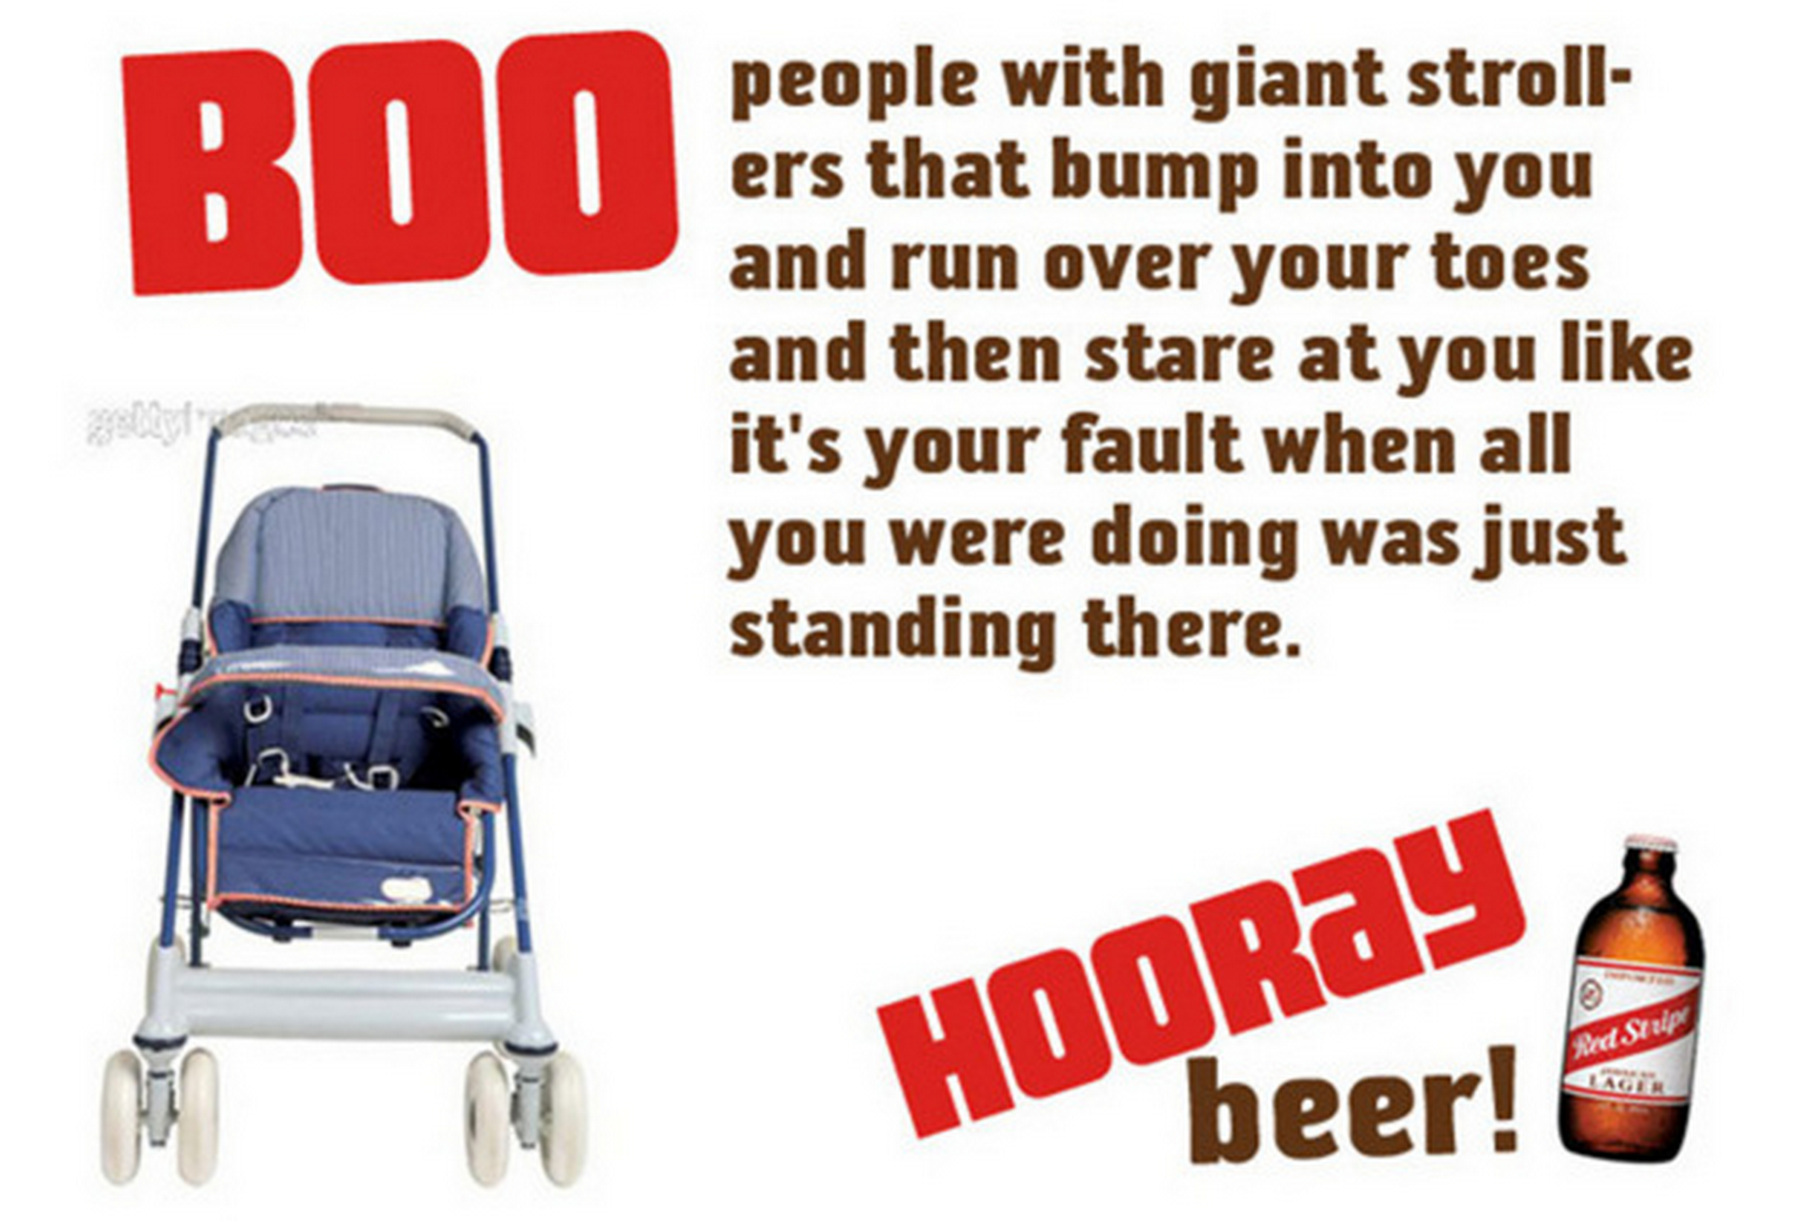 BOO
people with giant stroll-
ers that bump into you
and run over your toes
and then stare at you like
it's your fault when all
you were doing was just
standing there.
HOORay
beer!
IMPORTED
Red Stripe
LAGER